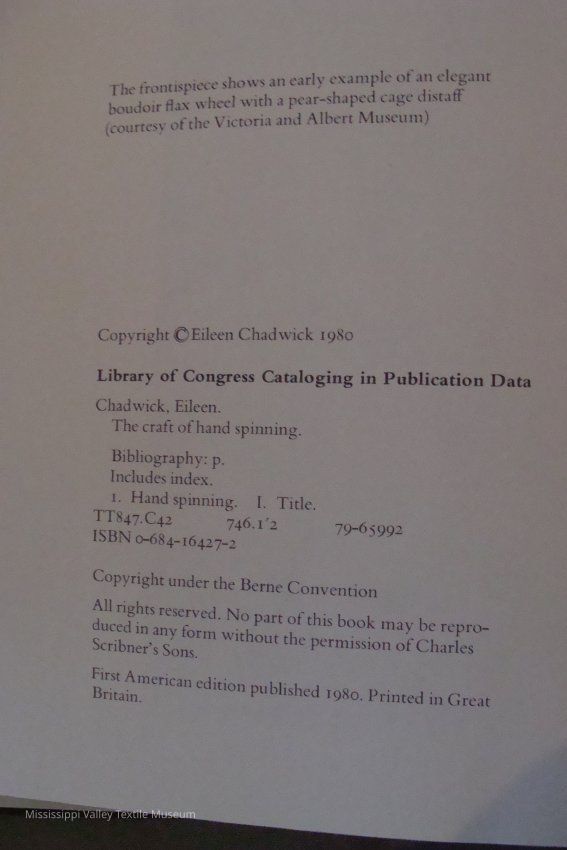 The frontispiece shows an early example of an elegant
boudoir flax wheel with a pear-shaped cage distaff
(courtesy of the Victoria and Albert Museum)
Copyright © Eileen Chadwick 1980
Library of Congress Cataloging in Publication Data
Chadwick, Eileen.
The craft of hand spinning.
Bibliography: p.
Includes index.
1. Hand spinning. I. Title.
TT847.C42 746.1'2 79-65992
ISBN 0-684-16427-2
Copyright under the Berne Convention
All rights reserved. No part of this book may be repro-
duced in any form without the permission of Charles
Scribner's Sons.
First American edition published 1980. Printed in Great
Britain.
Mississippi Valley Textile Museum